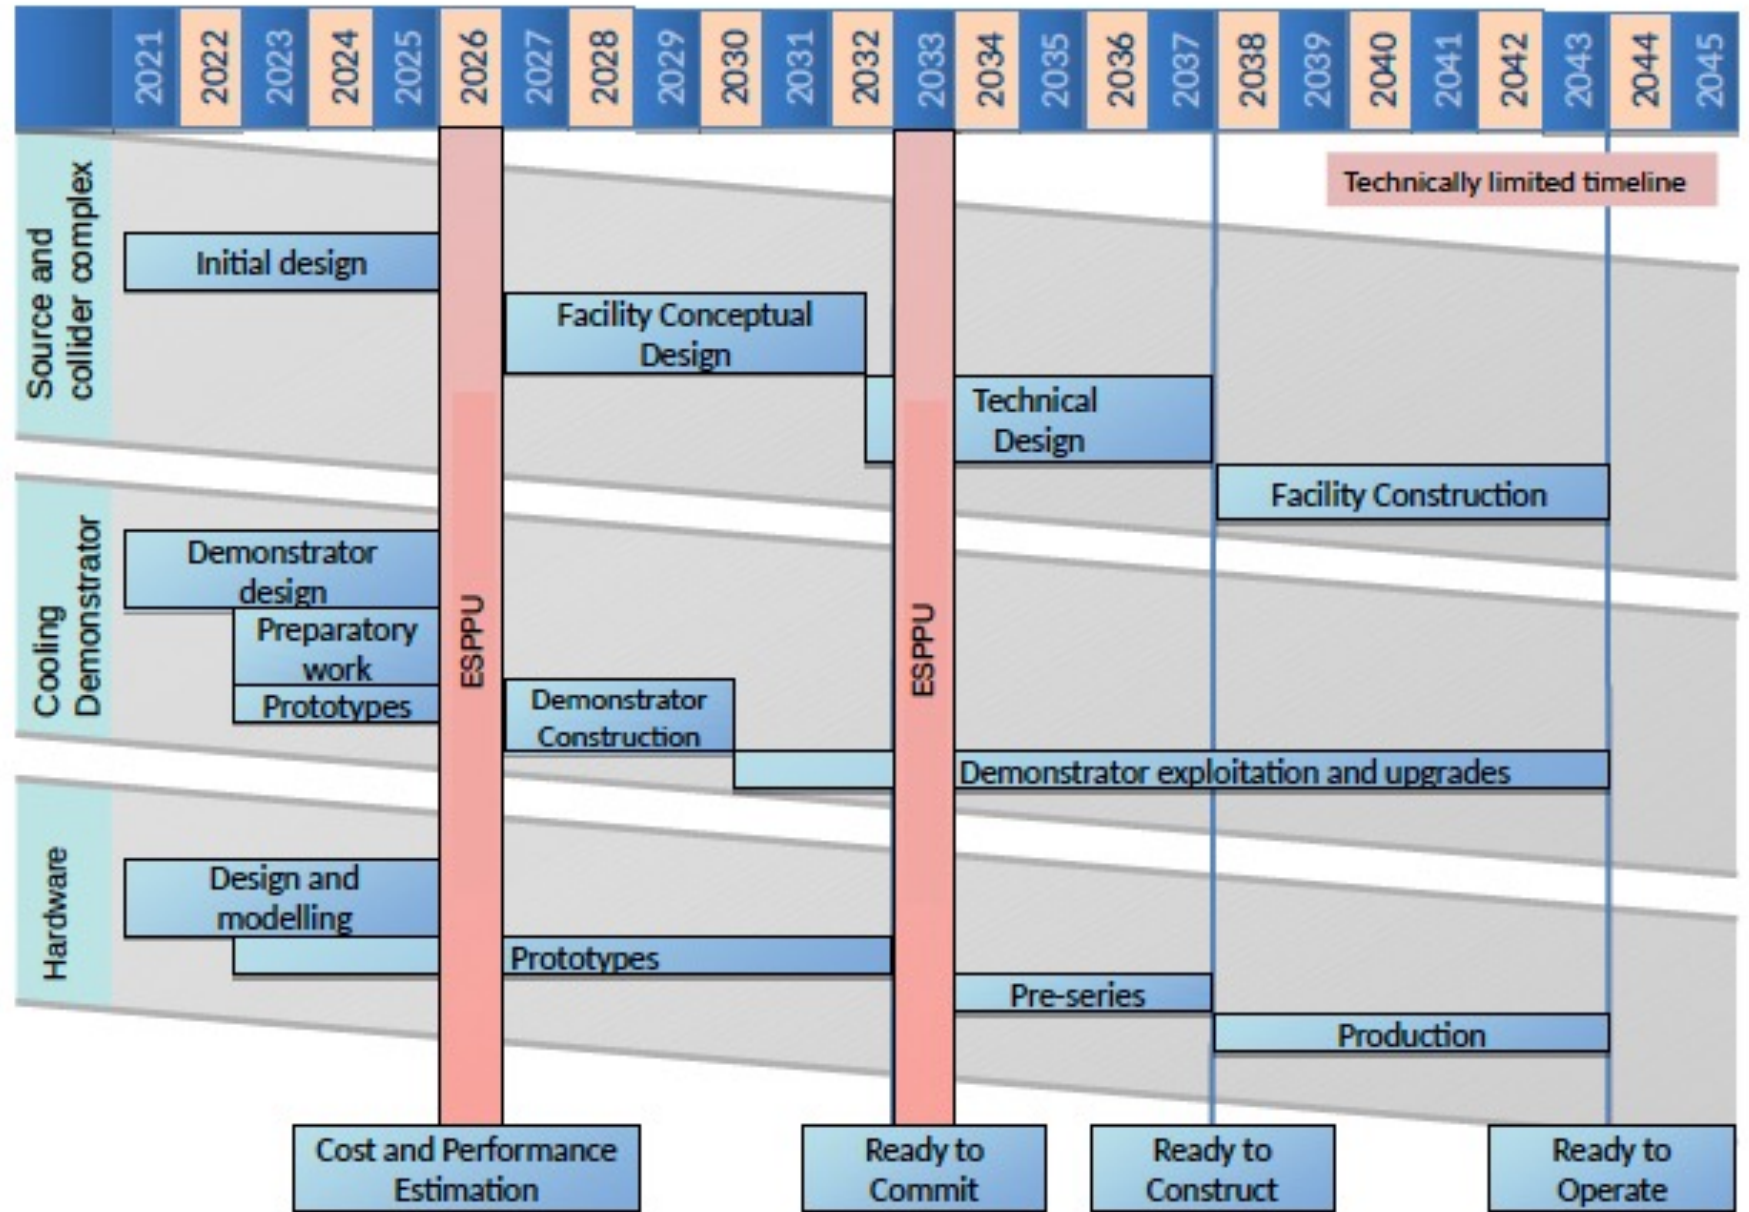 2021 2022 2023 2024 2025 2026 2027 2028 2029 2030 2031 2032 2033 2034 2035 2036 2037 2038 2039 2040 2041 2042 2043 2044 2045
Technically limited timeline
Source and
collider complex
Initial design
Facility Conceptual
Design
Technical
Design
Facility Construction
Cooling
Demonstrator
Demonstrator
design
Preparatory
work
Prototypes
ESPPU
ESPPU
Demonstrator
Construction
Demonstrator exploitation and upgrades
Hardware
Design and
modelling
Prototypes
Pre-series
Production
Cost and Performance
Estimation
Ready to
Commit
Ready to
Construct
Ready to
Operate